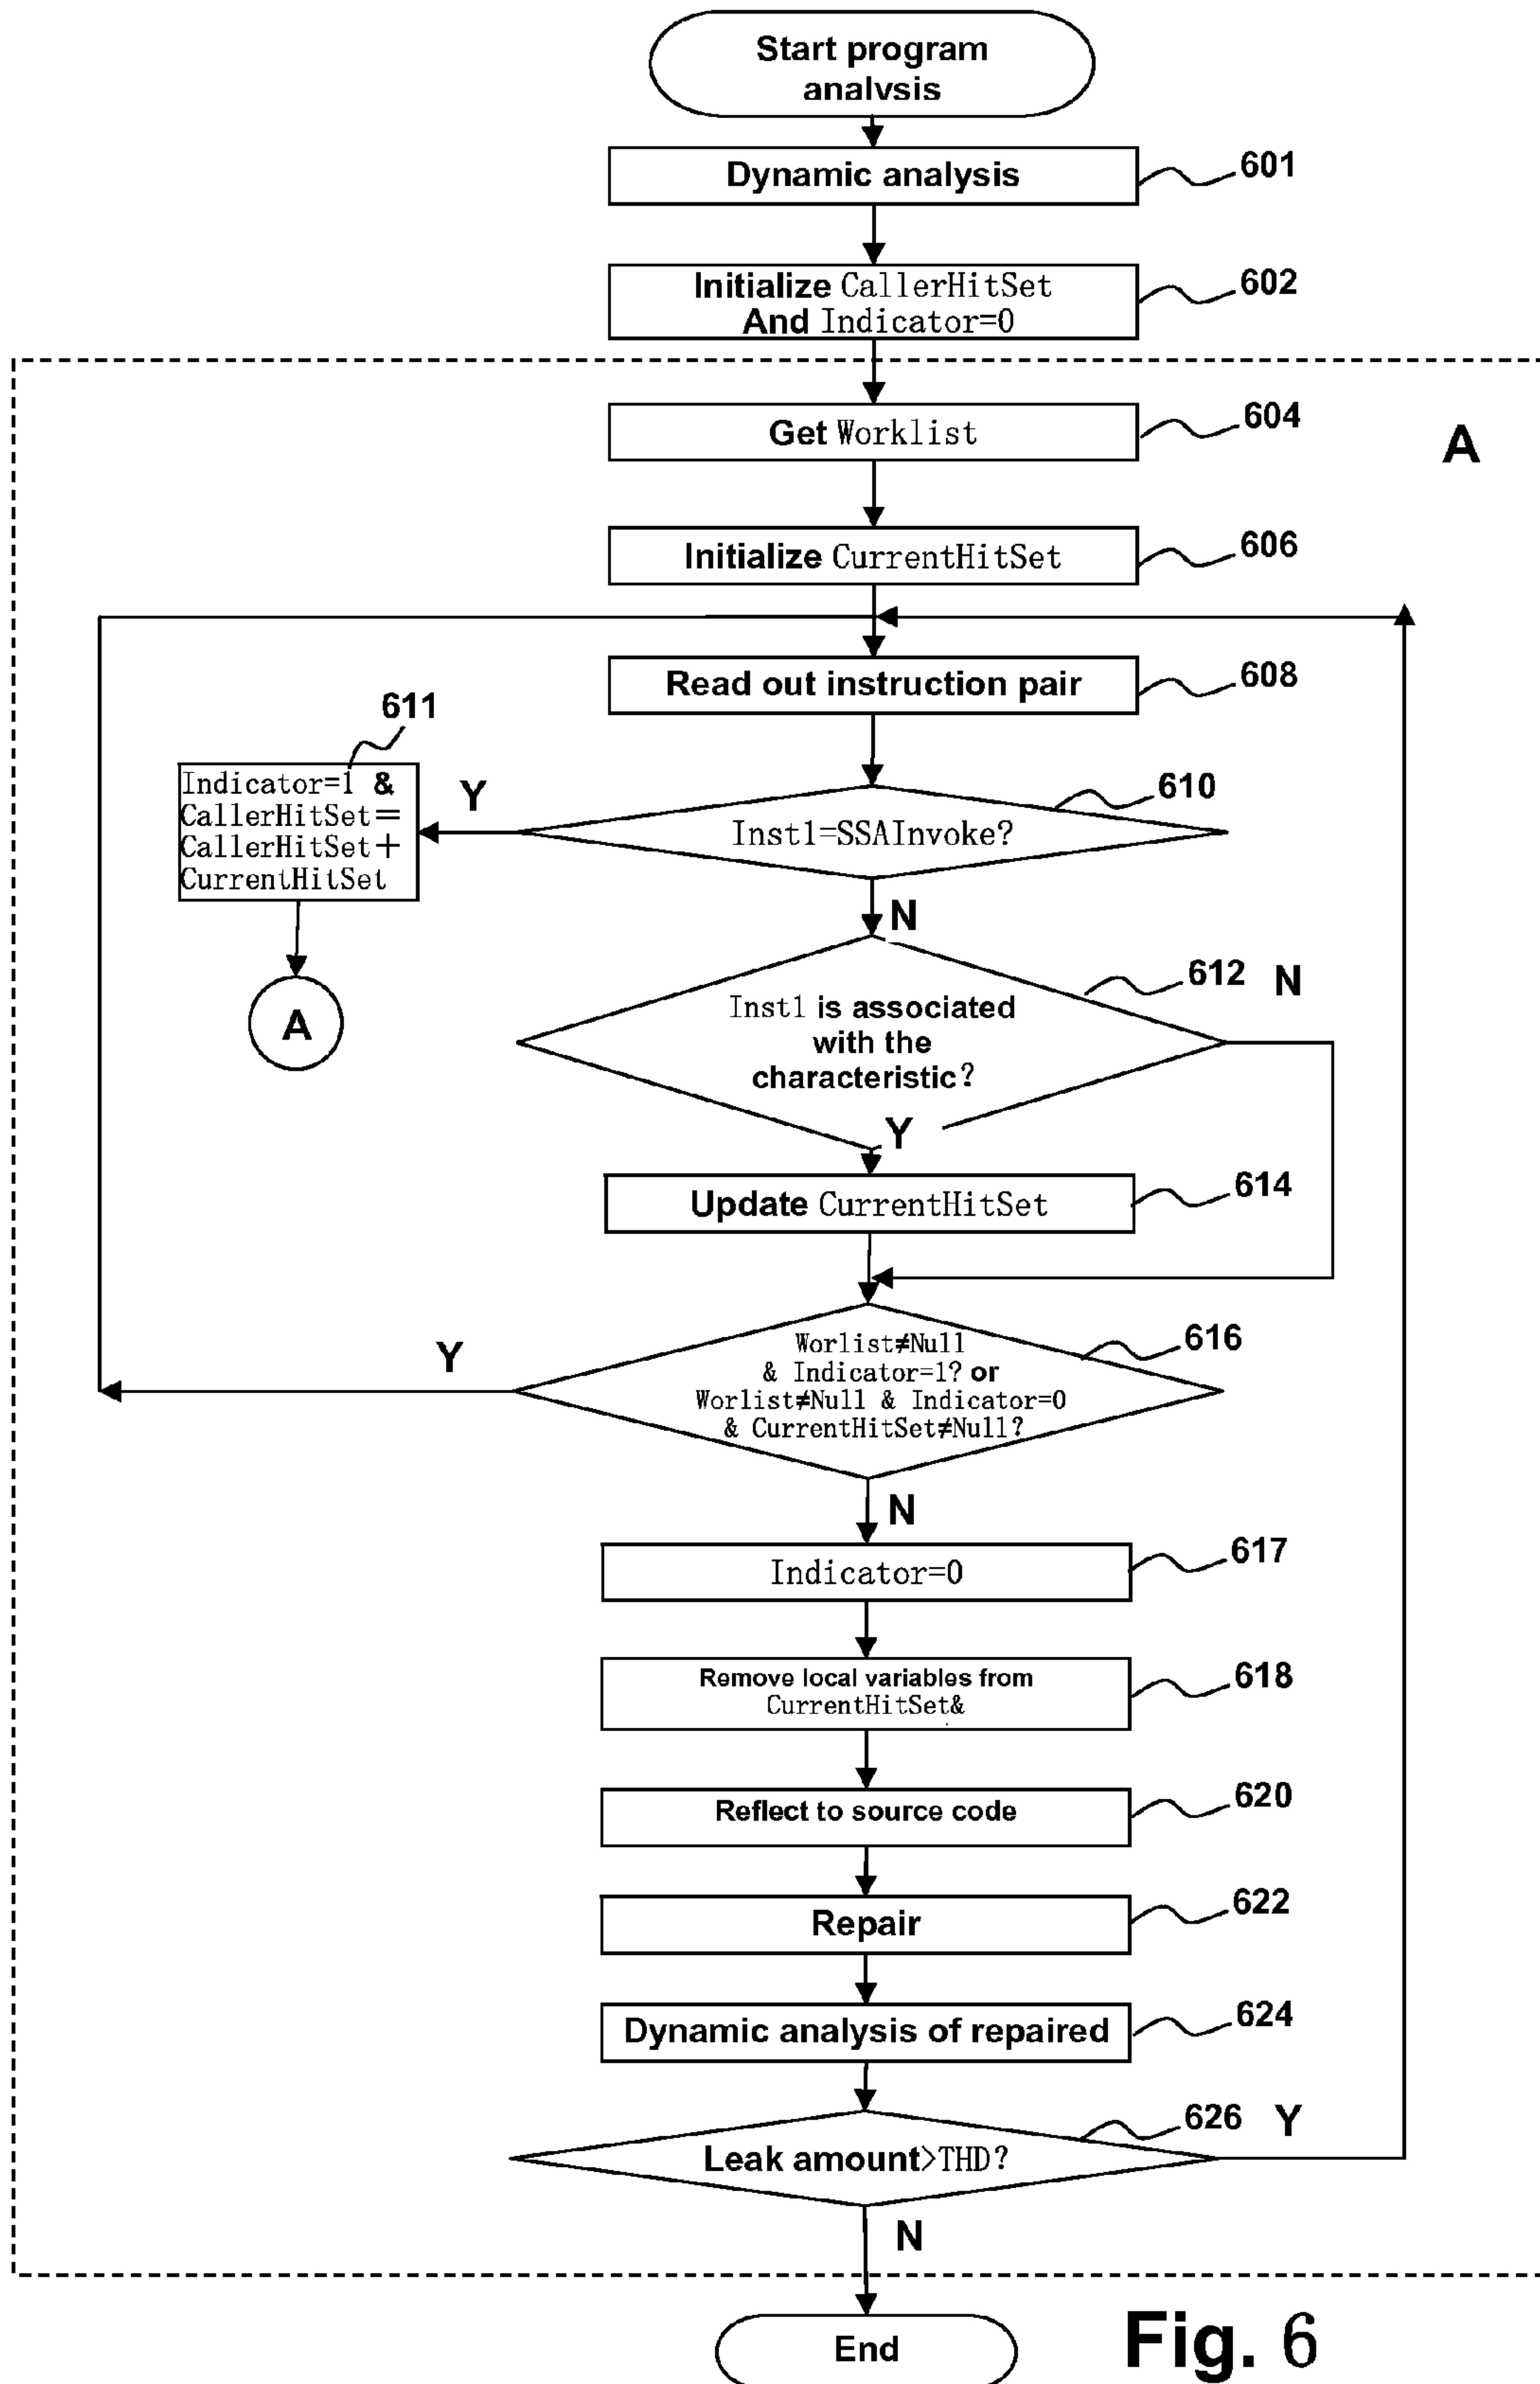 Start program
analysis
Dynamic analysis
601
Initialize CallerHitSet
And Indicator=0
602
Get Worklist
604
A
Initialize CurrentHitSet
606
Read out instruction pair
608
611
Indicator=1 &
CallerHitSet=
CallerHitSet+
CurrentHitSet
Y
Inst1=SSAInvoke?
610
N
A
Inst1 is associated
with the
characteristic?
612
N
Y
Update CurrentHitSet
614
Y
Worlist≠Null
& Indicator=1? or
Worlist≠Null & Indicator=0
& CurrentHitSet≠Null?
616
N
Indicator=0
617
Remove local variables from
CurrentHitSet&
618
Reflect to source code
620
Repair
622
Dynamic analysis of repaired
624
Leak amount>THD?
626
Y
N
End
Fig. 6